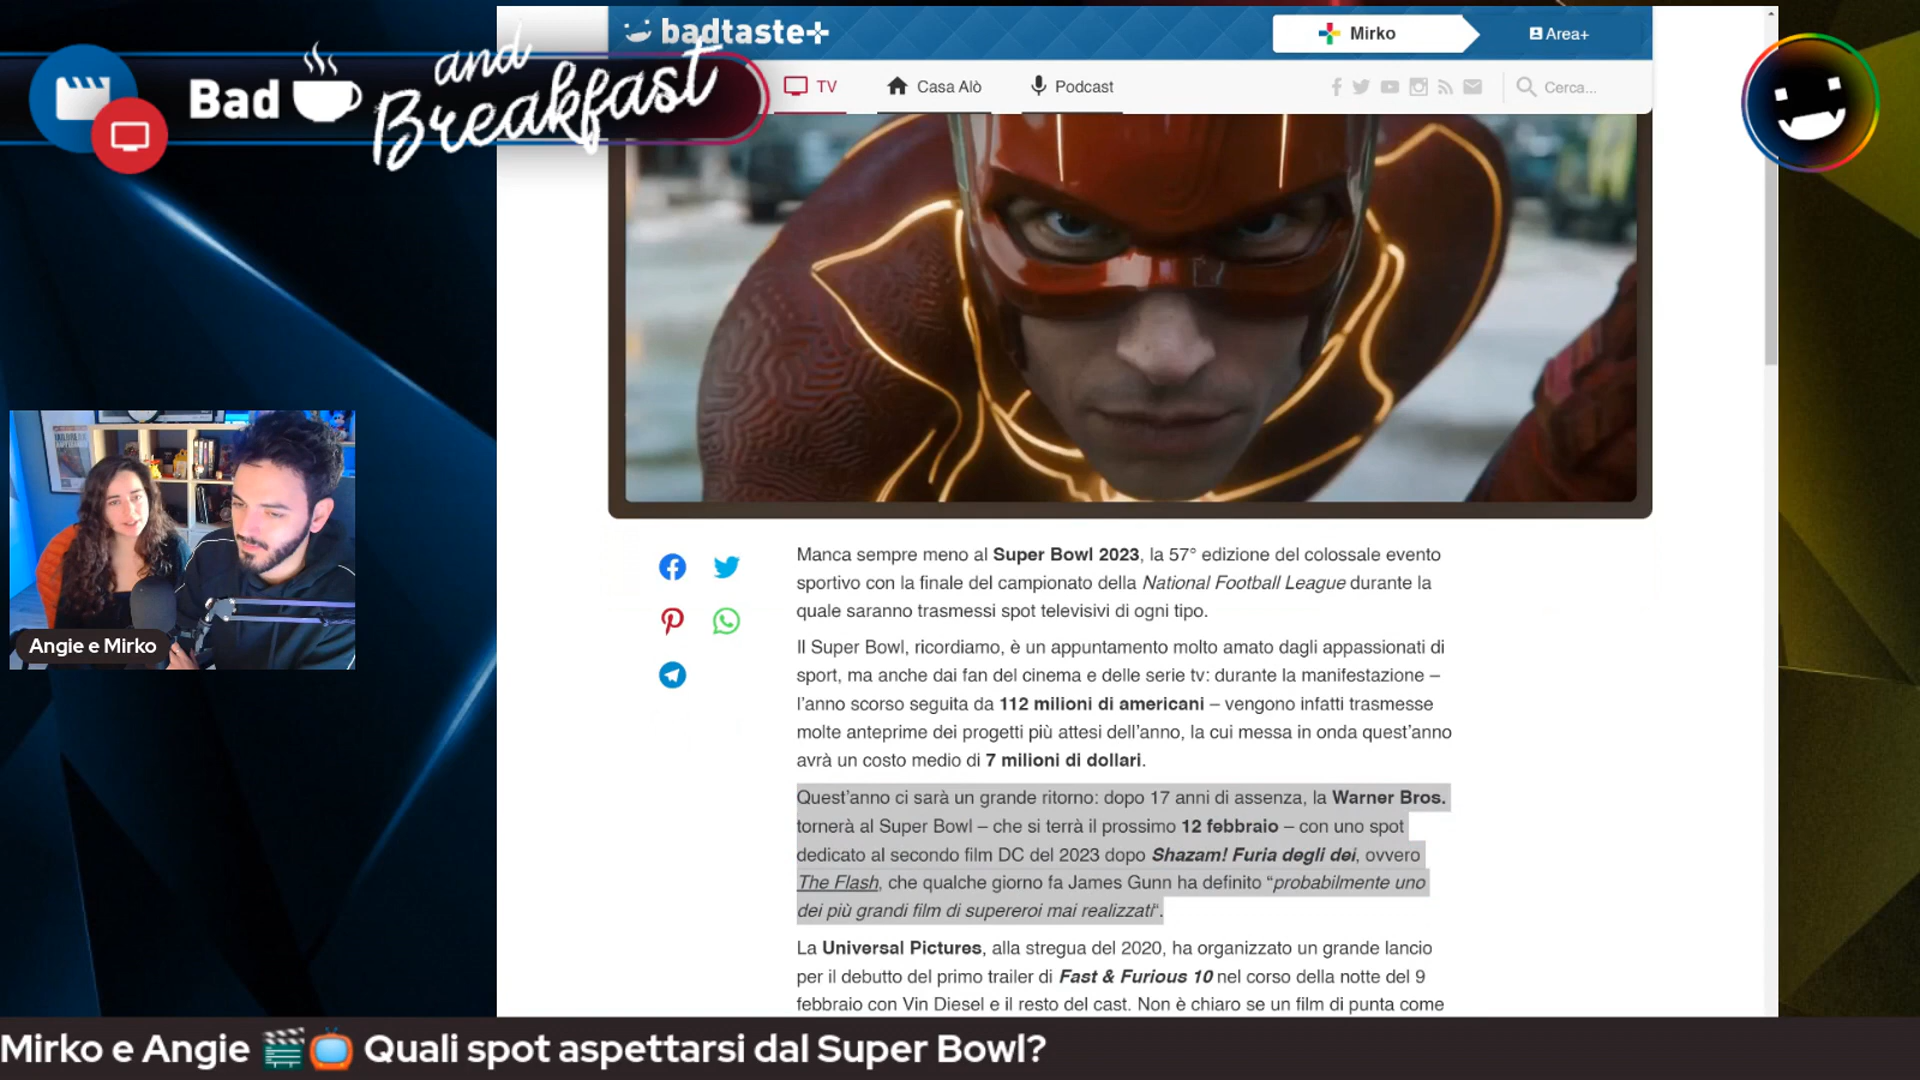 badtaste+
Mirko
Area+
Bad and Breakfast
TV
Casa Alò
Podcast
Cerca...
Angie e Mirko
Manca sempre meno al Super Bowl 2023, la 57° edizione del colossale evento
sportivo con la finale del campionato della National Football League durante la
quale saranno trasmessi spot televisivi di ogni tipo.
Il Super Bowl, ricordiamo, è un appuntamento molto amato dagli appassionati di
sport, ma anche dai fan del cinema e delle serie tv: durante la manifestazione –
l'anno scorso seguita da 112 milioni di americani – vengono infatti trasmesse
molte anteprime dei progetti più attesi dell'anno, la cui messa in onda quest'anno
avrà un costo medio di 7 milioni di dollari.
Quest'anno ci sarà un grande ritorno: dopo 17 anni di assenza, la Warner Bros.
tornerà al Super Bowl – che si terrà il prossimo 12 febbraio – con uno spot
dedicato al secondo film DC del 2023 dopo Shazam! Furia degli dei, ovvero
The Flash, che qualche giorno fa James Gunn ha definito “probabilmente uno
dei più grandi film di supereroi mai realizzati“.
La Universal Pictures, alla stregua del 2020, ha organizzato un grande lancio
per il debutto del primo trailer di Fast & Furious 10 nel corso della notte del 9
febbraio con Vin Diesel e il resto del cast. Non è chiaro se un film di punta come
Mirko e Angie 🎬📺 Quali spot aspettarsi dal Super Bowl?